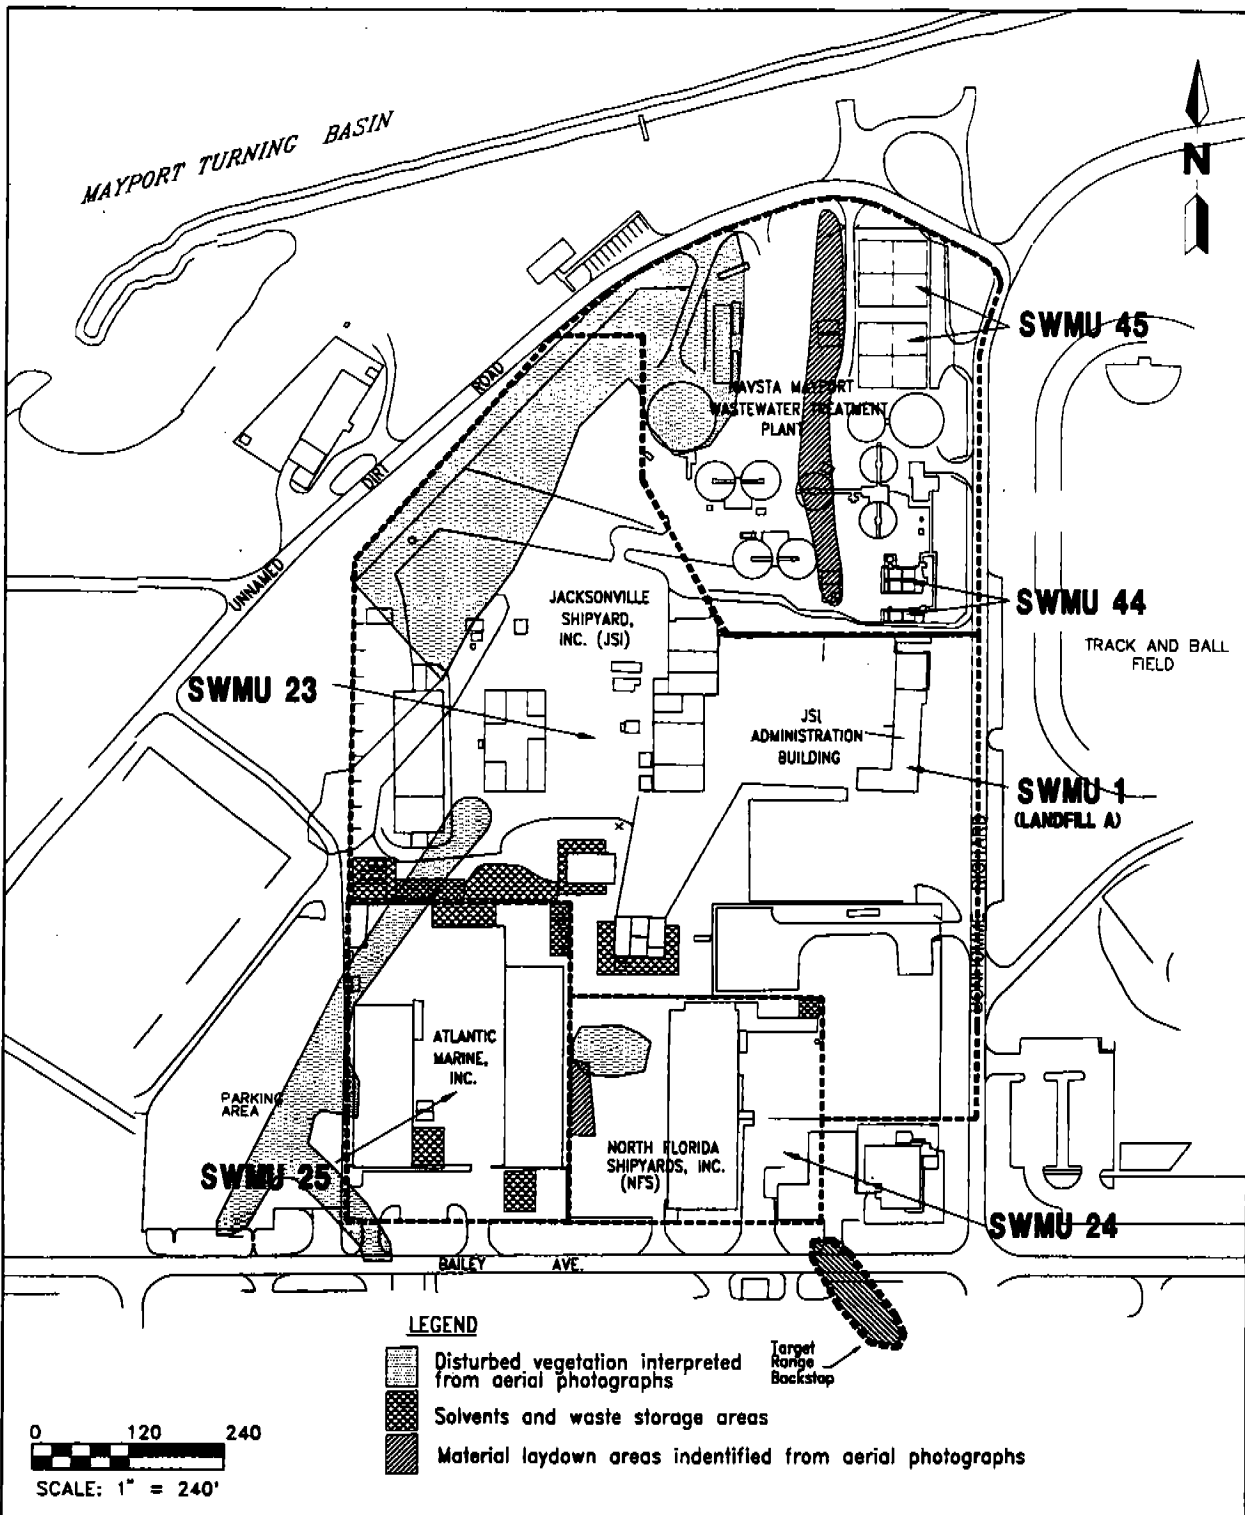 MAYPORT TURNING BASIN
N
SWMU 45
ROAD
NAVSTA MAYPORT
WASTEWATER TREATMENT
PLANT
DIRT
UNNAMED
JACKSONVILLE
SHIPYARD,
INC. (JSI)
SWMU 44
TRACK AND BALL
FIELD
SWMU 23
JSI
ADMINISTRATION
BUILDING
SWMU 1
(LANDFILL A)
ATLANTIC
MARINE,
INC.
PARKING
AREA
NORTH FLORIDA
SHIPYARDS, INC.
(NFS)
SWMU 25
SWMU 24
BAILEY AVE.
LEGEND
Target
Range
Backstop
Disturbed vegetation interpreted
from aerial photographs
Solvents and waste storage areas
Material laydown areas indentified from aerial photographs
0 120 240
SCALE: 1" = 240'